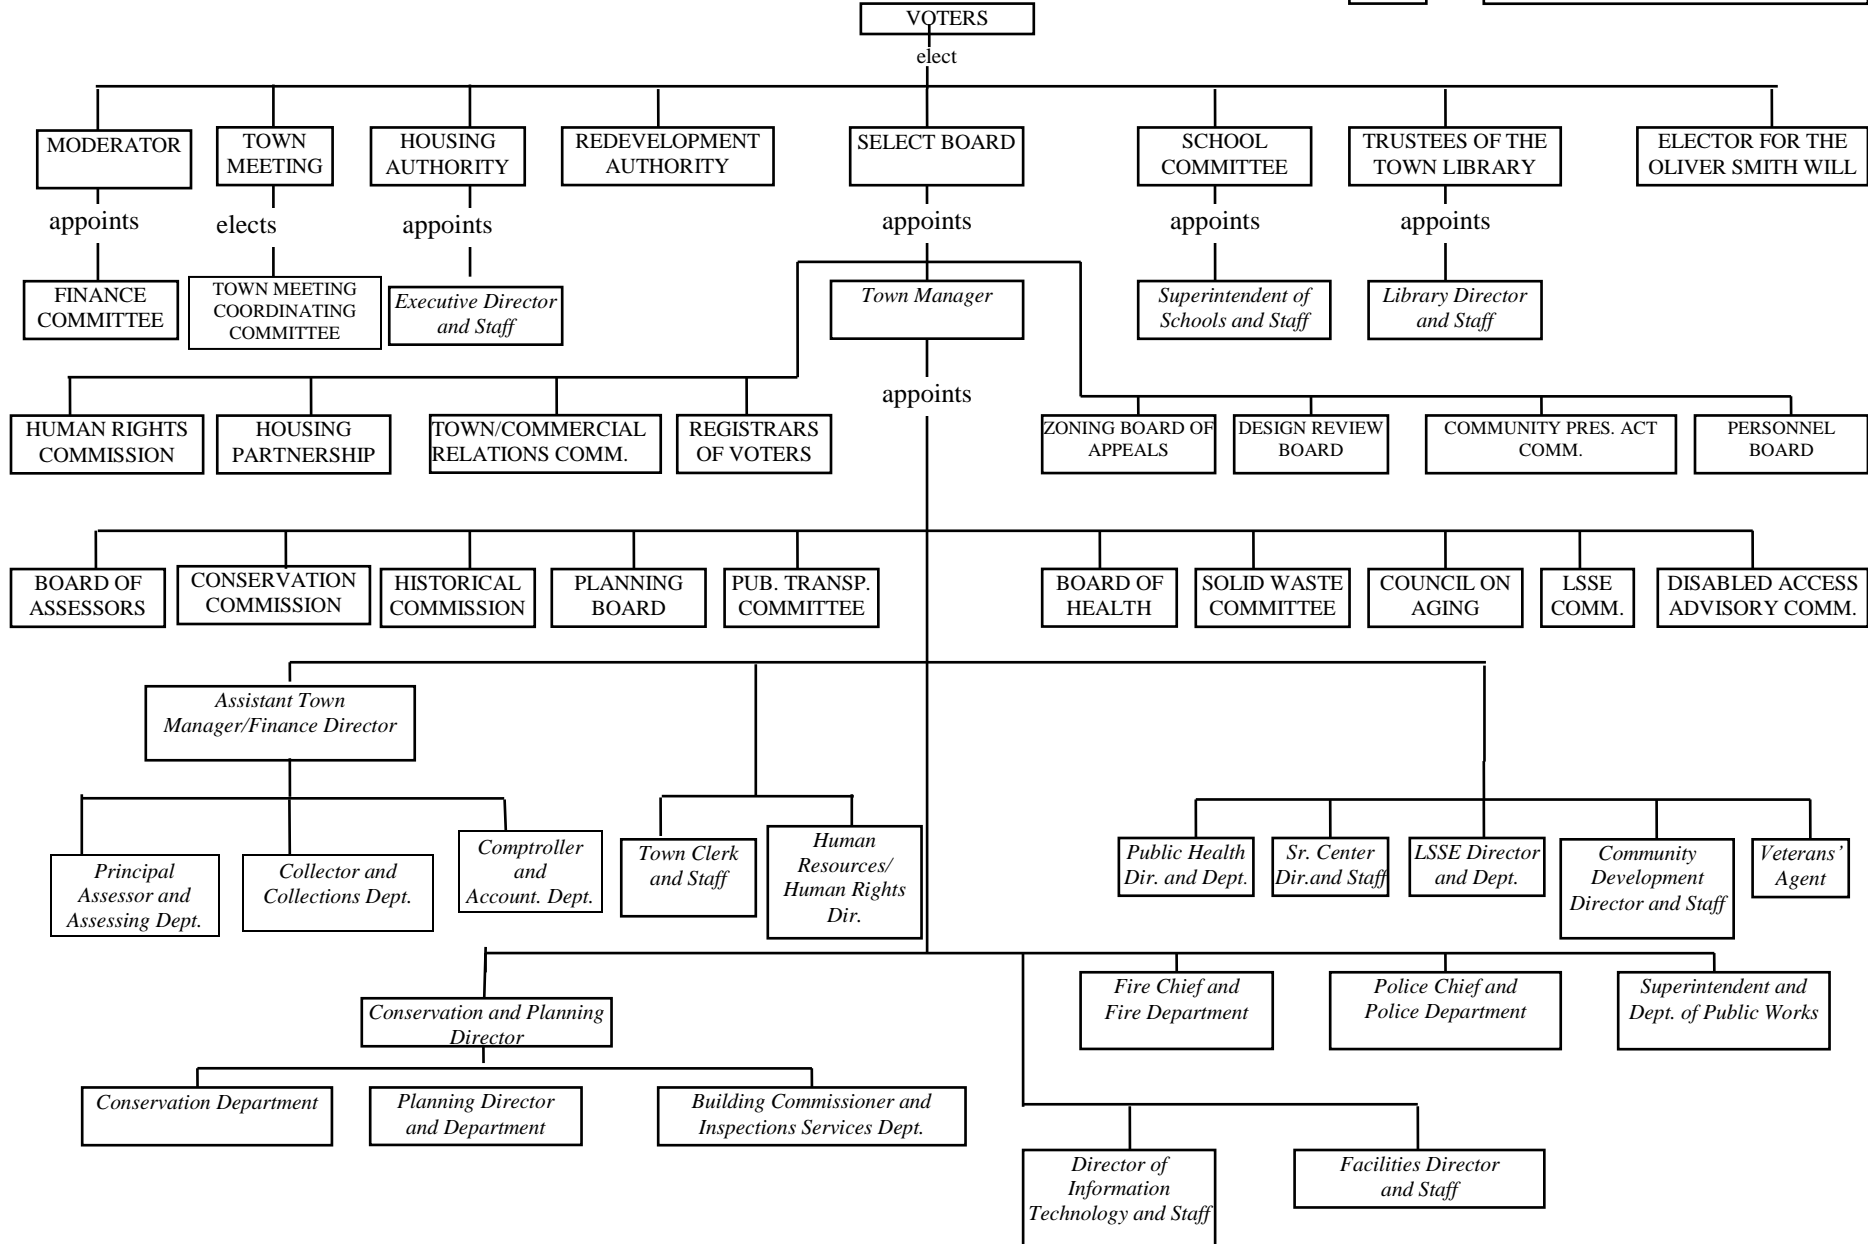 VOTERS
elect
MODERATOR
TOWN
MEETING
HOUSING
AUTHORITY
REDEVELOPMENT
AUTHORITY
SELECT BOARD
SCHOOL
COMMITTEE
TRUSTEES OF THE
TOWN LIBRARY
ELECTOR FOR THE
OLIVER SMITH WILL
appoints
elects
appoints
appoints
appoints
appoints
FINANCE
COMMITTEE
TOWN MEETING
COORDINATING
COMMITTEE
Executive Director
and Staff
Town Manager
Superintendent of
Schools and Staff
Library Director
and Staff
appoints
HUMAN RIGHTS
COMMISSION
HOUSING
PARTNERSHIP
TOWN/COMMERCIAL
RELATIONS COMM.
REGISTRARS
OF VOTERS
ZONING BOARD OF
APPEALS
DESIGN REVIEW
BOARD
COMMUNITY PRES. ACT
COMM.
PERSONNEL
BOARD
BOARD OF
ASSESSORS
CONSERVATION
COMMISSION
HISTORICAL
COMMISSION
PLANNING
BOARD
PUB. TRANSP.
COMMITTEE
BOARD OF
HEALTH
SOLID WASTE
COMMITTEE
COUNCIL ON
AGING
LSSE
COMM.
DISABLED ACCESS
ADVISORY COMM.
Assistant Town
Manager/Finance Director
Principal
Assessor and
Assessing Dept.
Collector and
Collections Dept.
Comptroller
and
Account. Dept.
Town Clerk
and Staff
Human
Resources/
Human Rights
Dir.
Public Health
Dir. and Dept.
Sr. Center
Dir.and Staff
LSSE Director
and Dept.
Community
Development
Director and Staff
Veterans’
Agent
Conservation and Planning
Director
Fire Chief and
Fire Department
Police Chief and
Police Department
Superintendent and
Dept. of Public Works
Conservation Department
Planning Director
and Department
Building Commissioner and
Inspections Services Dept.
Director of
Information
Technology and Staff
Facilities Director
and Staff